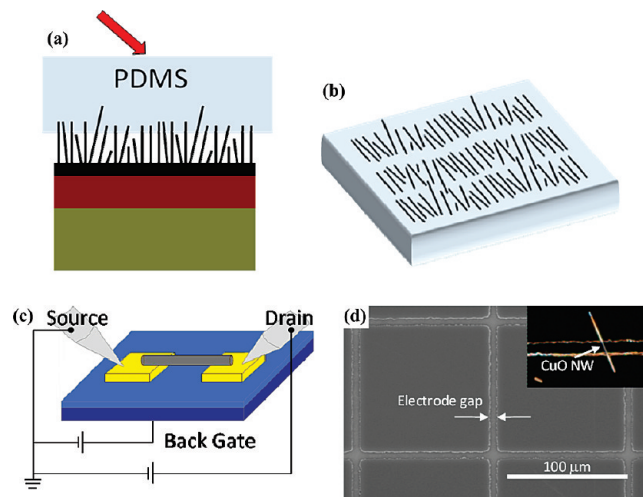 (a)
PDMS
(b)
(c)
Source
Drain
Back Gate
(d)
CuO NW
Electrode gap
100 μm